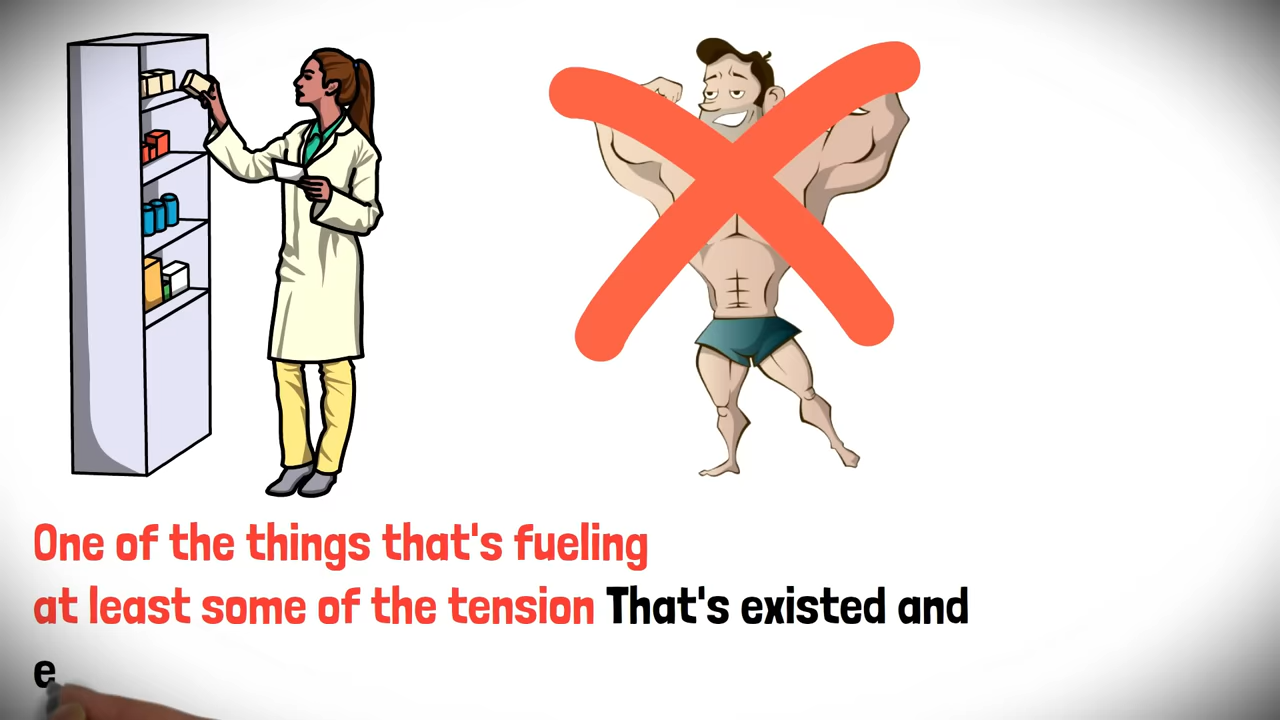 One of the things that's fueling
at least some of the tension That's existed and
e